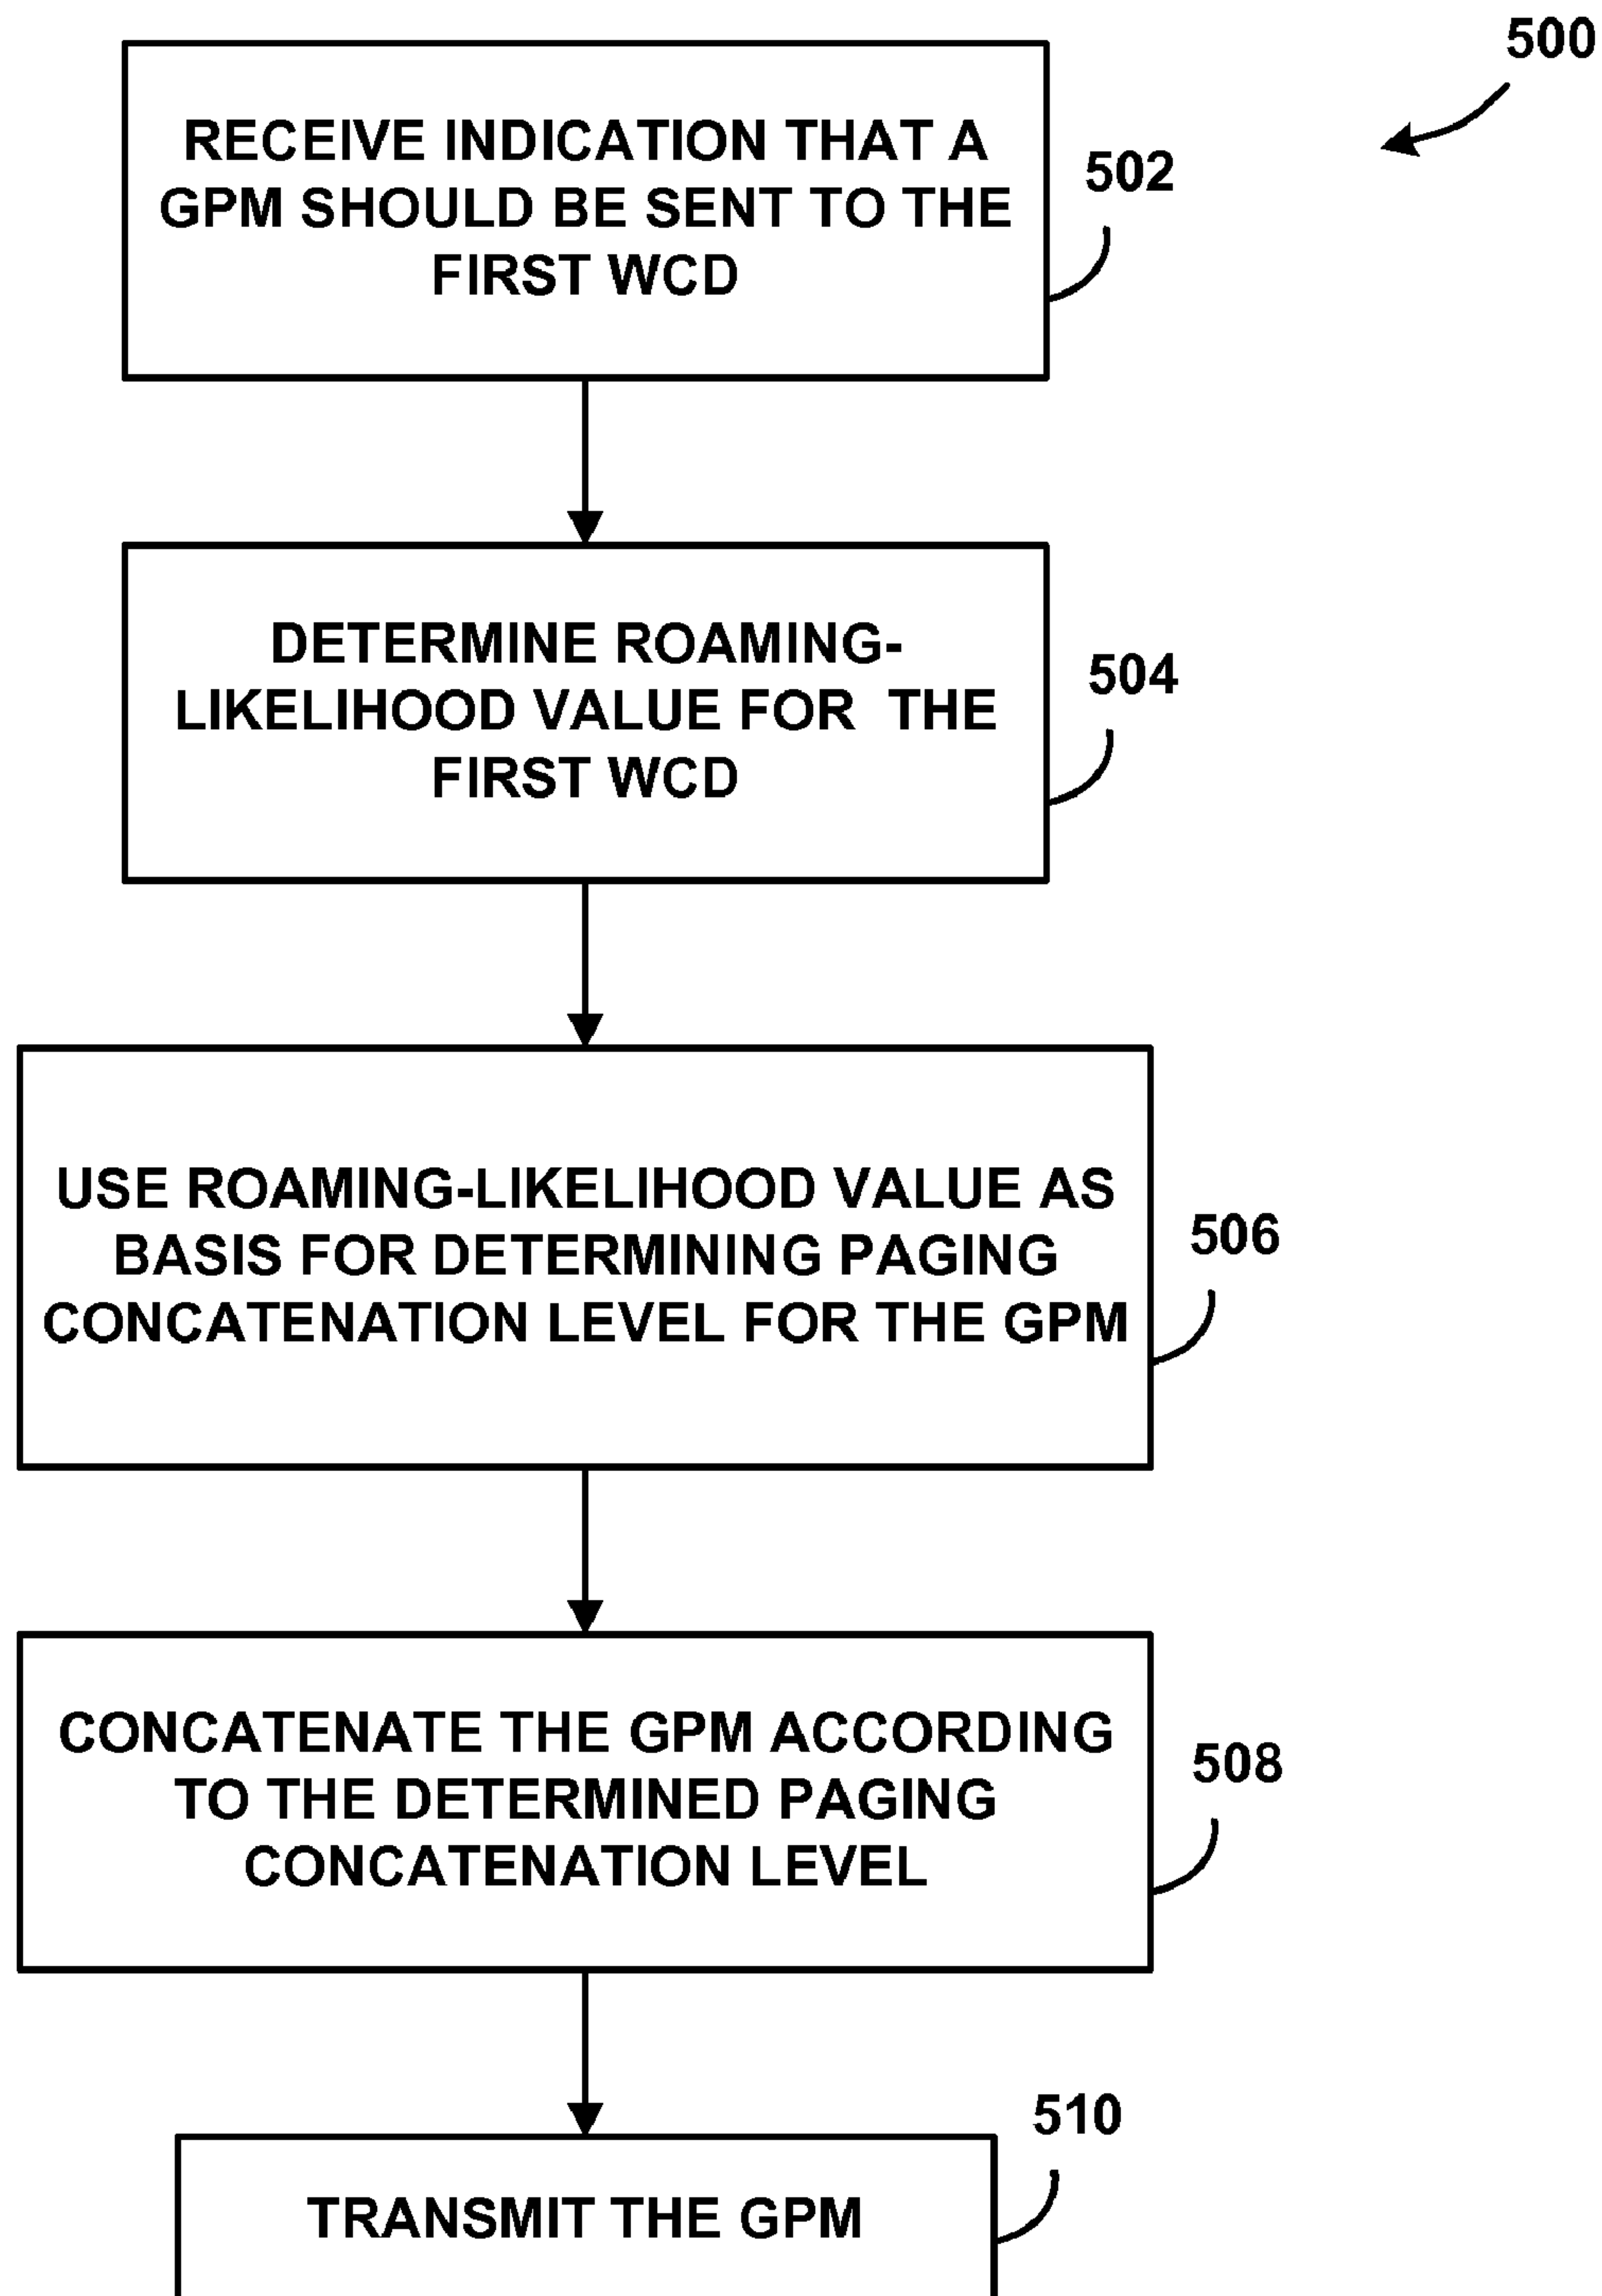 500
RECEIVE INDICATION THAT A
GPM SHOULD BE SENT TO THE
FIRST WCD
502
DETERMINE ROAMING-
LIKELIHOOD VALUE FOR THE
FIRST WCD
504
USE ROAMING-LIKELIHOOD VALUE AS
BASIS FOR DETERMINING PAGING
CONCATENATION LEVEL FOR THE GPM
506
CONCATENATE THE GPM ACCORDING
TO THE DETERMINED PAGING
CONCATENATION LEVEL
508
TRANSMIT THE GPM
510